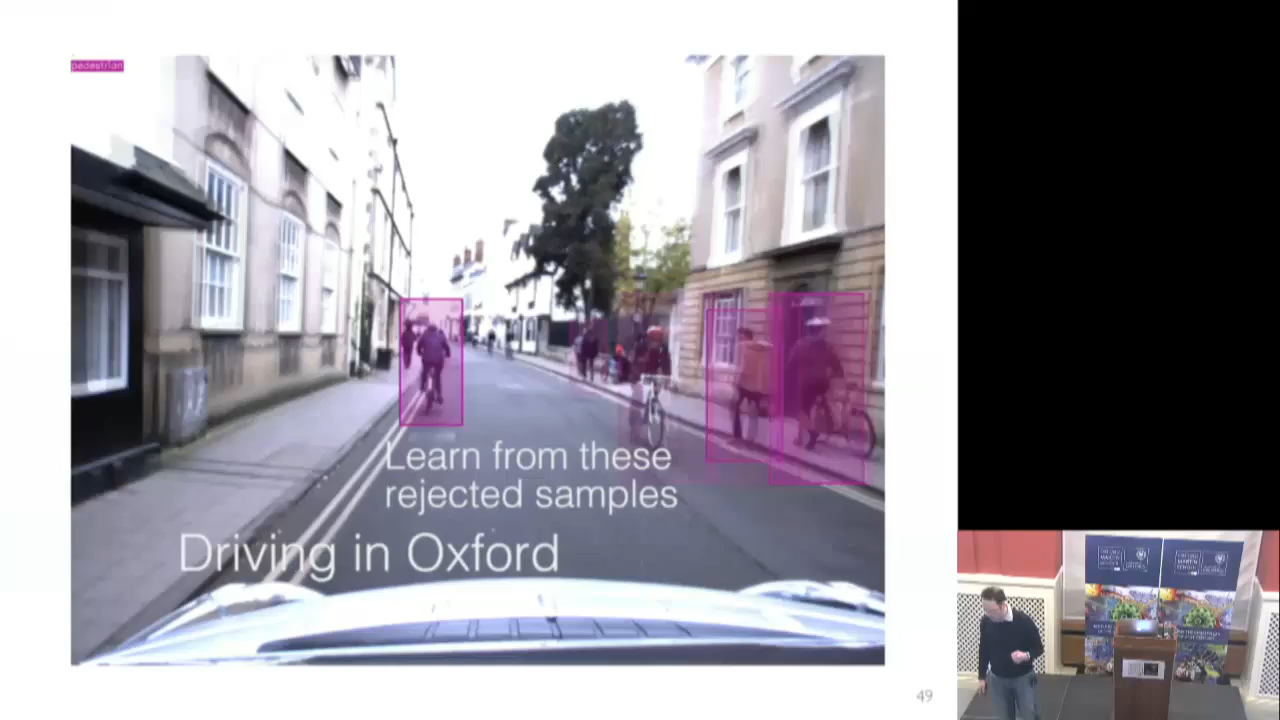 pedestrian
Learn from these
rejected samples
Driving in Oxford
49